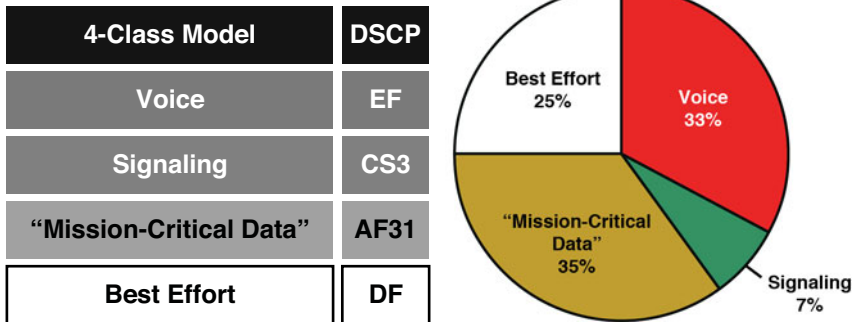 4-Class Model DSCP
Voice EF
Signaling CS3
“Mission-Critical Data” AF31
Best Effort DF
Best Effort
25%
Voice
33%
“Mission-Critical
Data”
35%
Signaling
7%